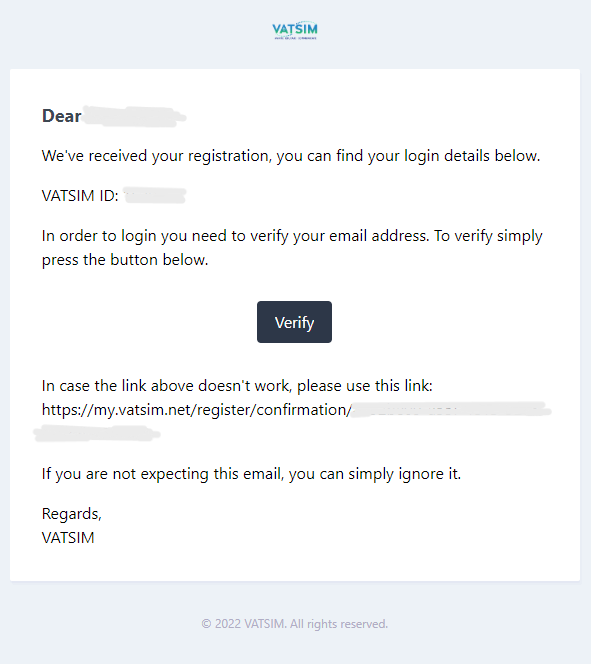 VATSIM
Dear
We've received your registration, you can find your login details below.
VATSIM ID:
In order to login you need to verify your email address. To verify simply
press the button below.
Verify
In case the link above doesn't work, please use this link:
https://my.vatsim.net/register/confirmation/
If you are not expecting this email, you can simply ignore it.
Regards,
VATSIM
© 2022 VATSIM. All rights reserved.